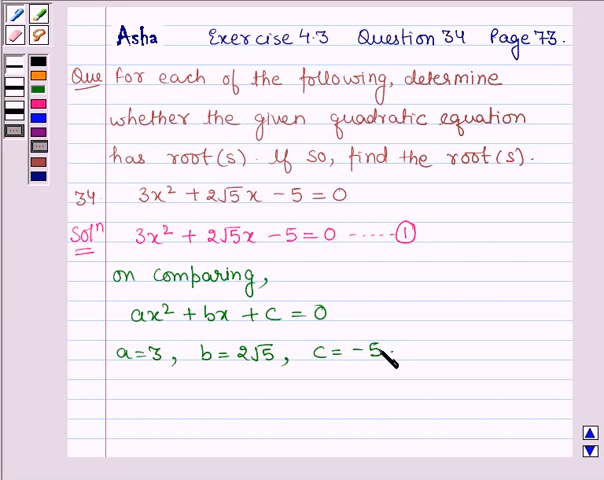 Asha Exercise 4.3 Question 34 Page 73.
Que for each of the following, determine
whether the given quadratic equation
has root(s). If so, find the root(s).
34. 3x² + 2√5x - 5 = 0
Solⁿ 3x² + 2√5x - 5 = 0 ------ ①
on comparing,
ax² + bx + c = 0
a = 3, b = 2√5, c = -5.